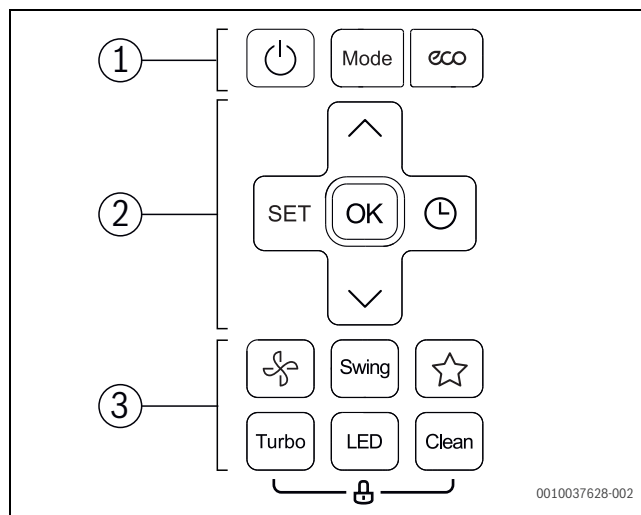 1
Mode eco
2
SET OK
3
Swing
Turbo LED Clean
0010037628-002